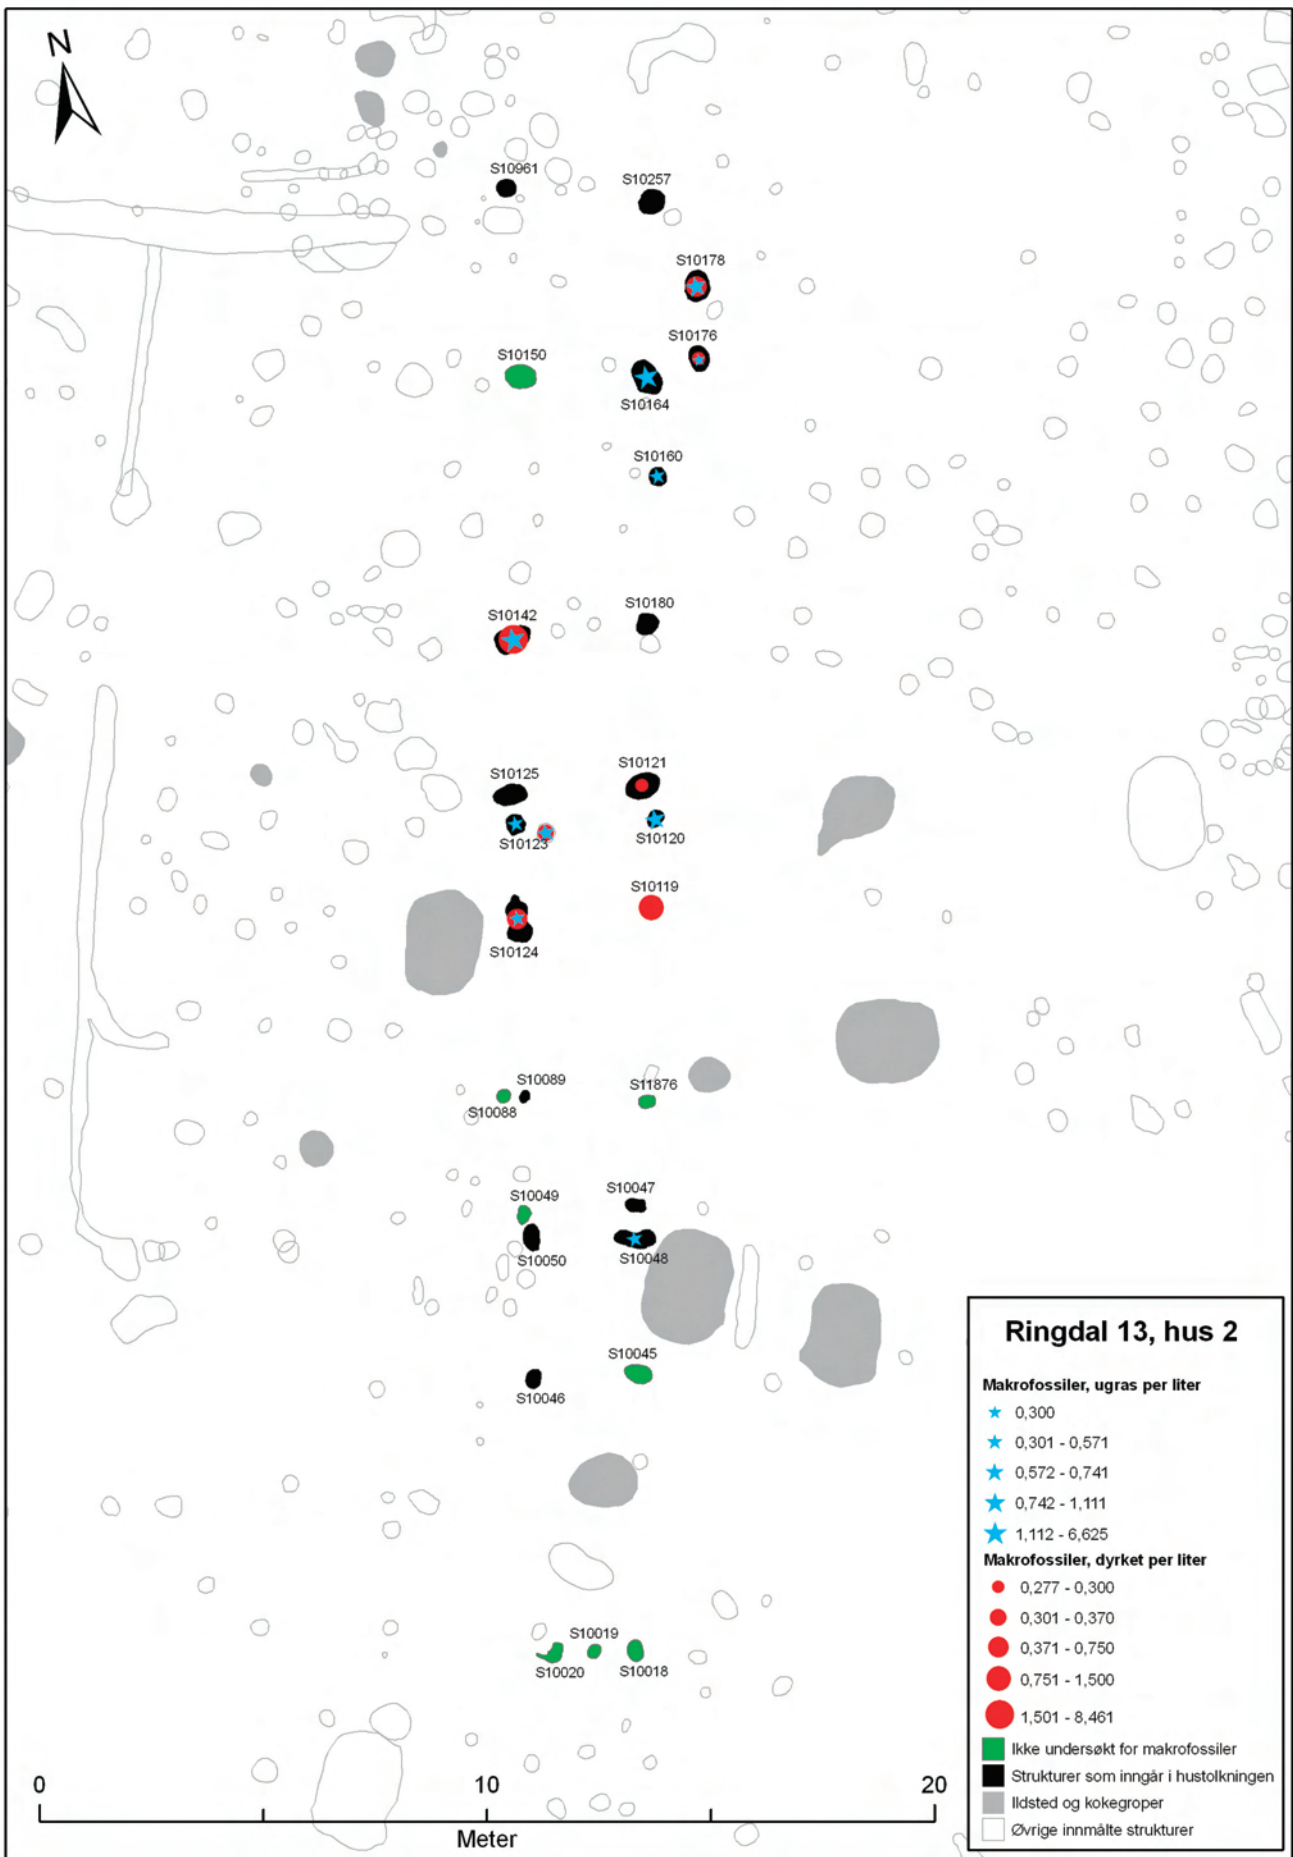 N
S10961
S10257
S10178
S10176
S10150
S10164
S10160
S10180
S10142
S10121
S10125
S10123
S10120
S10119
S10124
S10089
S11876
S10088
S10047
S10049
S10050
S10048
S10045
S10046
S10019
S10020
S10018
0
10
20
Meter
Ringdal 13, hus 2
Makrofossiler, ugras per liter
0,300
0,301 - 0,571
0,572 - 0,741
0,742 - 1,111
1,112 - 6,625
Makrofossiler, dyrket per liter
0,277 - 0,300
0,301 - 0,370
0,371 - 0,750
0,751 - 1,500
1,501 - 8,461
Ikke undersøkt for makrofossiler
Strukturer som inngår i hustolkningen
Ildsted og kokegroper
Øvrige innmålte strukturer